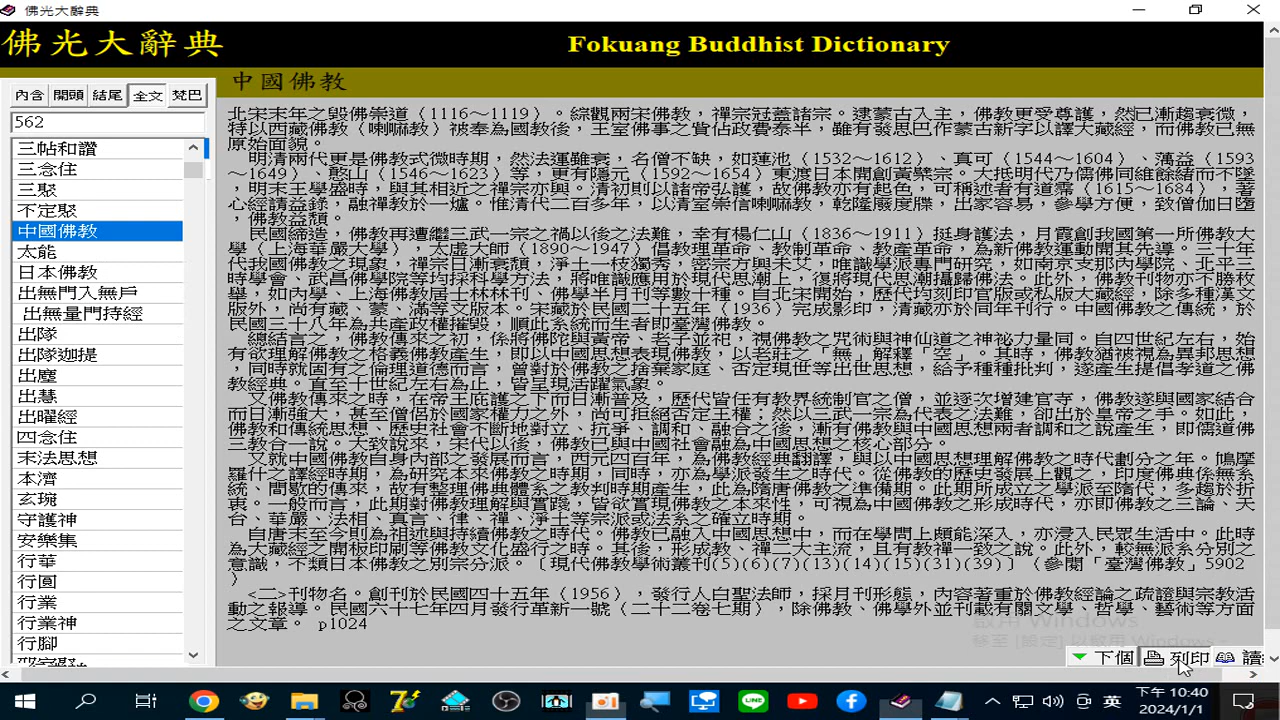 佛光大辭典
佛光大辭典
Fokuang Buddhist Dictionary
中國佛教
內含 開頭 結尾 全文 梵巴
562
三帖和讚
三念住
三聚
不定聚
中國佛教
太能
日本佛教
出無門入無戶
出無量門持經
出隊
出隊迦提
出塵
出慧
出曜經
四念住
末法思想
本濟
玄琬
守護神
安樂集
行華
行圓
行業
行業神
行腳
北宋末年之毀佛崇道（1116～1119）。綜觀兩宋佛教，禪宗冠蓋諸宗。逮蒙古入主，佛教更受尊護，然已漸趨衰微，
特以西藏佛教（喇嘛教）被奉為國教後，王室佛事之賞佔政費泰半，雖有發思巴作蒙古新字以譯大藏經，而佛教已無
原始面貌。
明清兩代更是佛教式微時期，然法運雖衰，名僧不缺，如蓮池（1532～1612）、真可（1544～1604）、蕅益（1593
～1649）、憨山（1546～1623）等，更有隱元（1592～1654）東渡日本開創黃檗宗。大抵明代乃儒佛同維餘緒而不墜
，明末王學盛時，與其相近之禪宗亦興。清初則以諸帝弘護，故佛教亦有起色，可稱述者有道霈（1615～1684），著
心經請益錄，融禪教於一爐。惟清代二百多年，以清室崇信喇嘛教，乾隆廢度牒，出家容易，參學方便，致僧伽日墮
，佛教益頹。
民國締造，佛教再遭繼三武一宗之禍以後之法難，幸有楊仁山（1836～1911）挺身護法，月霞創我國第一所佛教大
學（上海華嚴大學），太虛大師（1890～1947）倡教理革命、教制革命、教產革命，為新佛教運動開其先導。三十年
代我國佛教之現象，禪宗日漸衰頹，淨土一枝獨秀，密宗方興未艾，唯識學派專門研究，如南京支那內學院、北平三
時學會、武昌佛學院等均採科學方法，將唯識應用於現代思潮上，復將現代思潮攝歸佛法。此外，佛教刊物亦不勝枚
舉，如內學、上海佛教居士林林刊、佛學半月刊等數十種。自北宋開始，歷代均刻印官版或私版大藏經，除多種漢文
版外，尚有藏、蒙、滿等文版本。宋藏於民國二十五年（1936）完成影印，清藏亦於同年刊行。中國佛教之傳統，於
民國三十八年為共產政權摧毀，順此系統而生者即臺灣佛教。
總結言之，佛教傳來之初，係將佛陀與黃帝、老子並祀，視佛教之咒術與神仙道之神祕力量同。自四世紀左右，始
有欲理解佛教之格義佛教產生，即以中國思想表現佛教，以老莊之「無」解釋「空」。其時，佛教猶被視為異邦思想
，同時就固有之倫理道德而言，曾對於佛教之捨棄家庭、否定現世等出世思想，給予種種批判，遂產生提倡孝道之佛
教經典。直至十世紀左右為止，皆呈現活躍氣象。
又佛教傳來之時，在帝王庇護之下而日漸普及，歷代皆任有教界統制官之僧，並逐次增建官寺，佛教遂與國家結合
而日漸強大，甚至僧侶於國家權力之外，尚可拒絕否定王權；然以三武一宗為代表之法難，卻出於皇帝之手。如此，
佛教和傳統思想、歷史社會不斷地對立、抗爭、調和、融合之後，漸有佛教與中國思想兩者調和之說產生，即儒道佛
三教合一說。大致說來，宋代以後，佛教已與中國社會融為中國思想之核心部分。
又就中國佛教自身內部之發展而言，西元四百年，為佛教經典翻譯，與以中國思想理解佛教之時代劃分之年。鳩摩
羅什之譯經時期，為研究本來佛教之時期，同時，亦為學派發生之時代。從佛教的歷史發展上觀之，印度佛典係無系
統、間歇的傳來，故有整理佛典體系之教判時期產生，此為隋唐佛教之準備期。此期所成立之學派至隋代，多趨於折
衷。一般而言，此期對佛教理解與實踐，皆欲實現佛教之本來性，可視為中國佛教之形成時代，亦即佛教之三論、天
台、華嚴、法相、真言、律、禪、淨土等宗派或法系之確立時期。
自唐末至今則為祖述與持續佛教之時代。佛教已融入中國思想中，而在學問上頗能深入，亦浸入民眾生活中。此時
為大藏經之開板印刷等佛教文化盛行之時。其後，形成教、禪二大主流，且有教禪一致之說。此外，較無派系分別之
意識，不類日本佛教之別宗分派。〔現代佛教學術叢刊(5)(6)(7)(13)(14)(15)(31)(39)〕（參閱「臺灣佛教」5902
）
<二>刊物名。創刊於民國四十五年（1956），發行人白聖法師，採月刊形態，內容著重於佛教經論之疏證與宗教活
動之報導。民國六十七年四月發行革新一號（二十二卷七期），除佛教、佛學外並刊載有關文學、哲學、藝術等方面
之文章。 p1024
啟用 Windows
移至 [設定] 以啟用 Windows。
下個 列印 讀
英
下午 10:40
2024/1/1